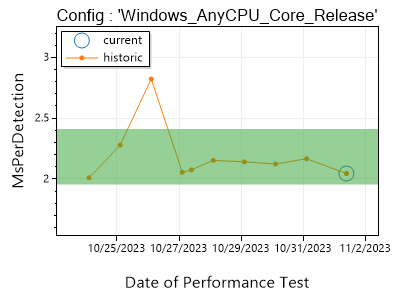 Config : 'Windows_AnyCPU_Core_Release'
current
historic
MsPerDetection
3
2.5
2
10/25/2023 10/27/2023 10/29/2023 10/31/2023 11/2/2023
Date of Performance Test